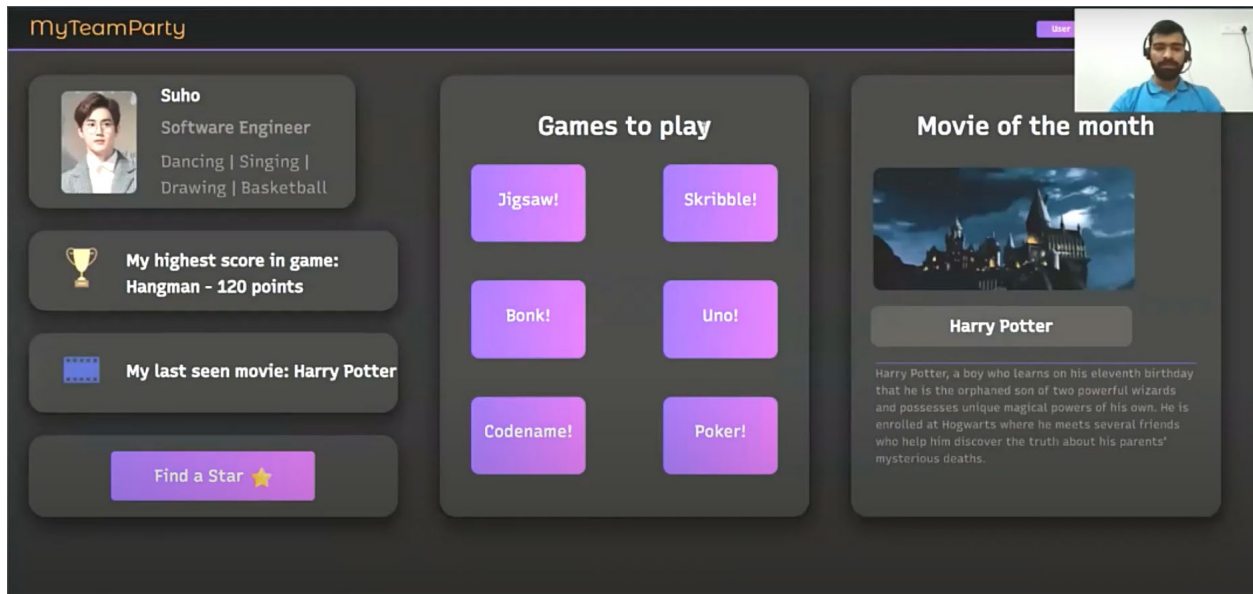 MyTeamParty
User
Suho
Software Engineer
Dancing | Singing |
Drawing | Basketball
My highest score in game:
Hangman - 120 points
My last seen movie: Harry Potter
Find a Star
Games to play
Jigsaw!
Skribble!
Bonk!
Uno!
Codename!
Poker!
Movie of the month
Harry Potter
Harry Potter, a boy who learns on his eleventh birthday
that he is the orphaned son of two powerful wizards
and possesses unique magical powers of his own. He is
enrolled at Hogwarts where he meets several friends
who help him discover the truth about his parents'
mysterious deaths.